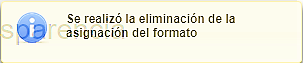 Se realizó la eliminación de la
asignación del formato